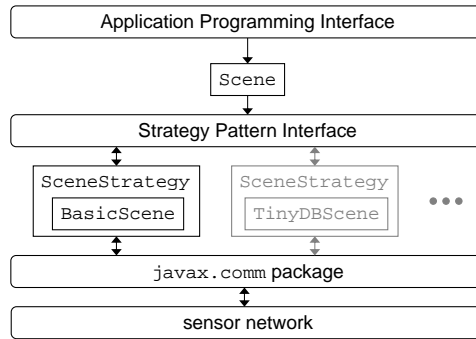 Application Programming Interface
Scene
Strategy Pattern Interface
SceneStrategy
BasicScene
SceneStrategy
TinyDBScene
javax.comm package
sensor network